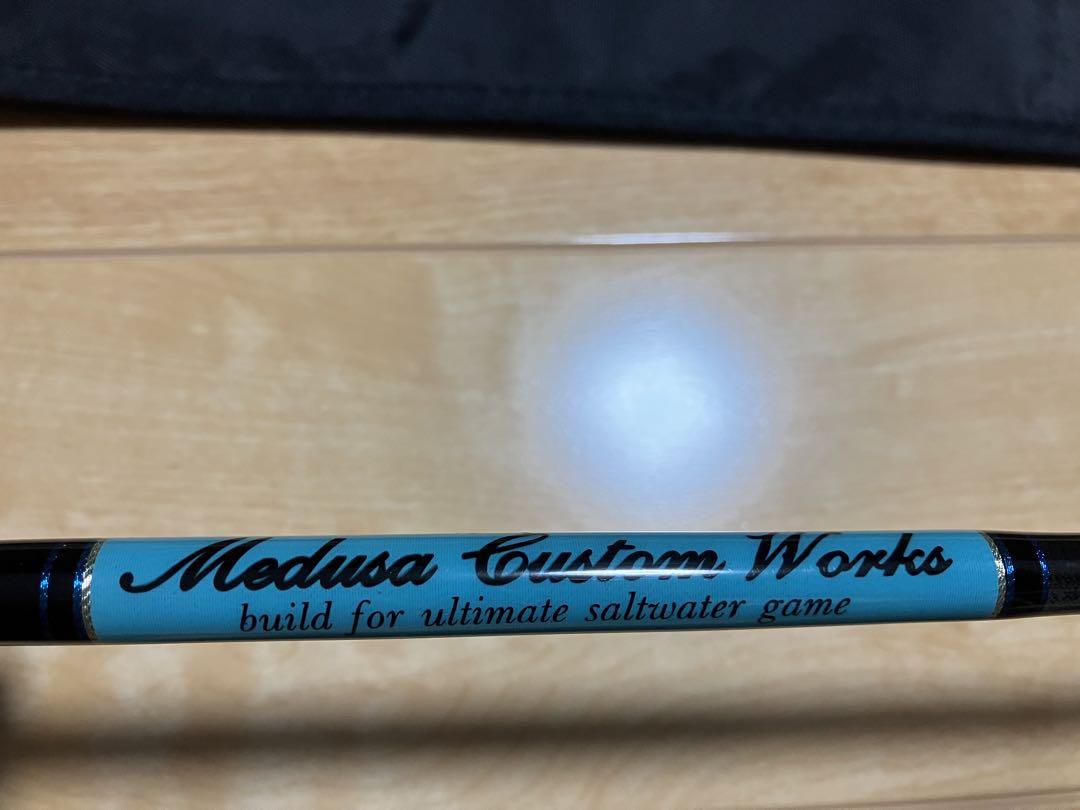 Medusa Custom Works
build for ultimate saltwater game